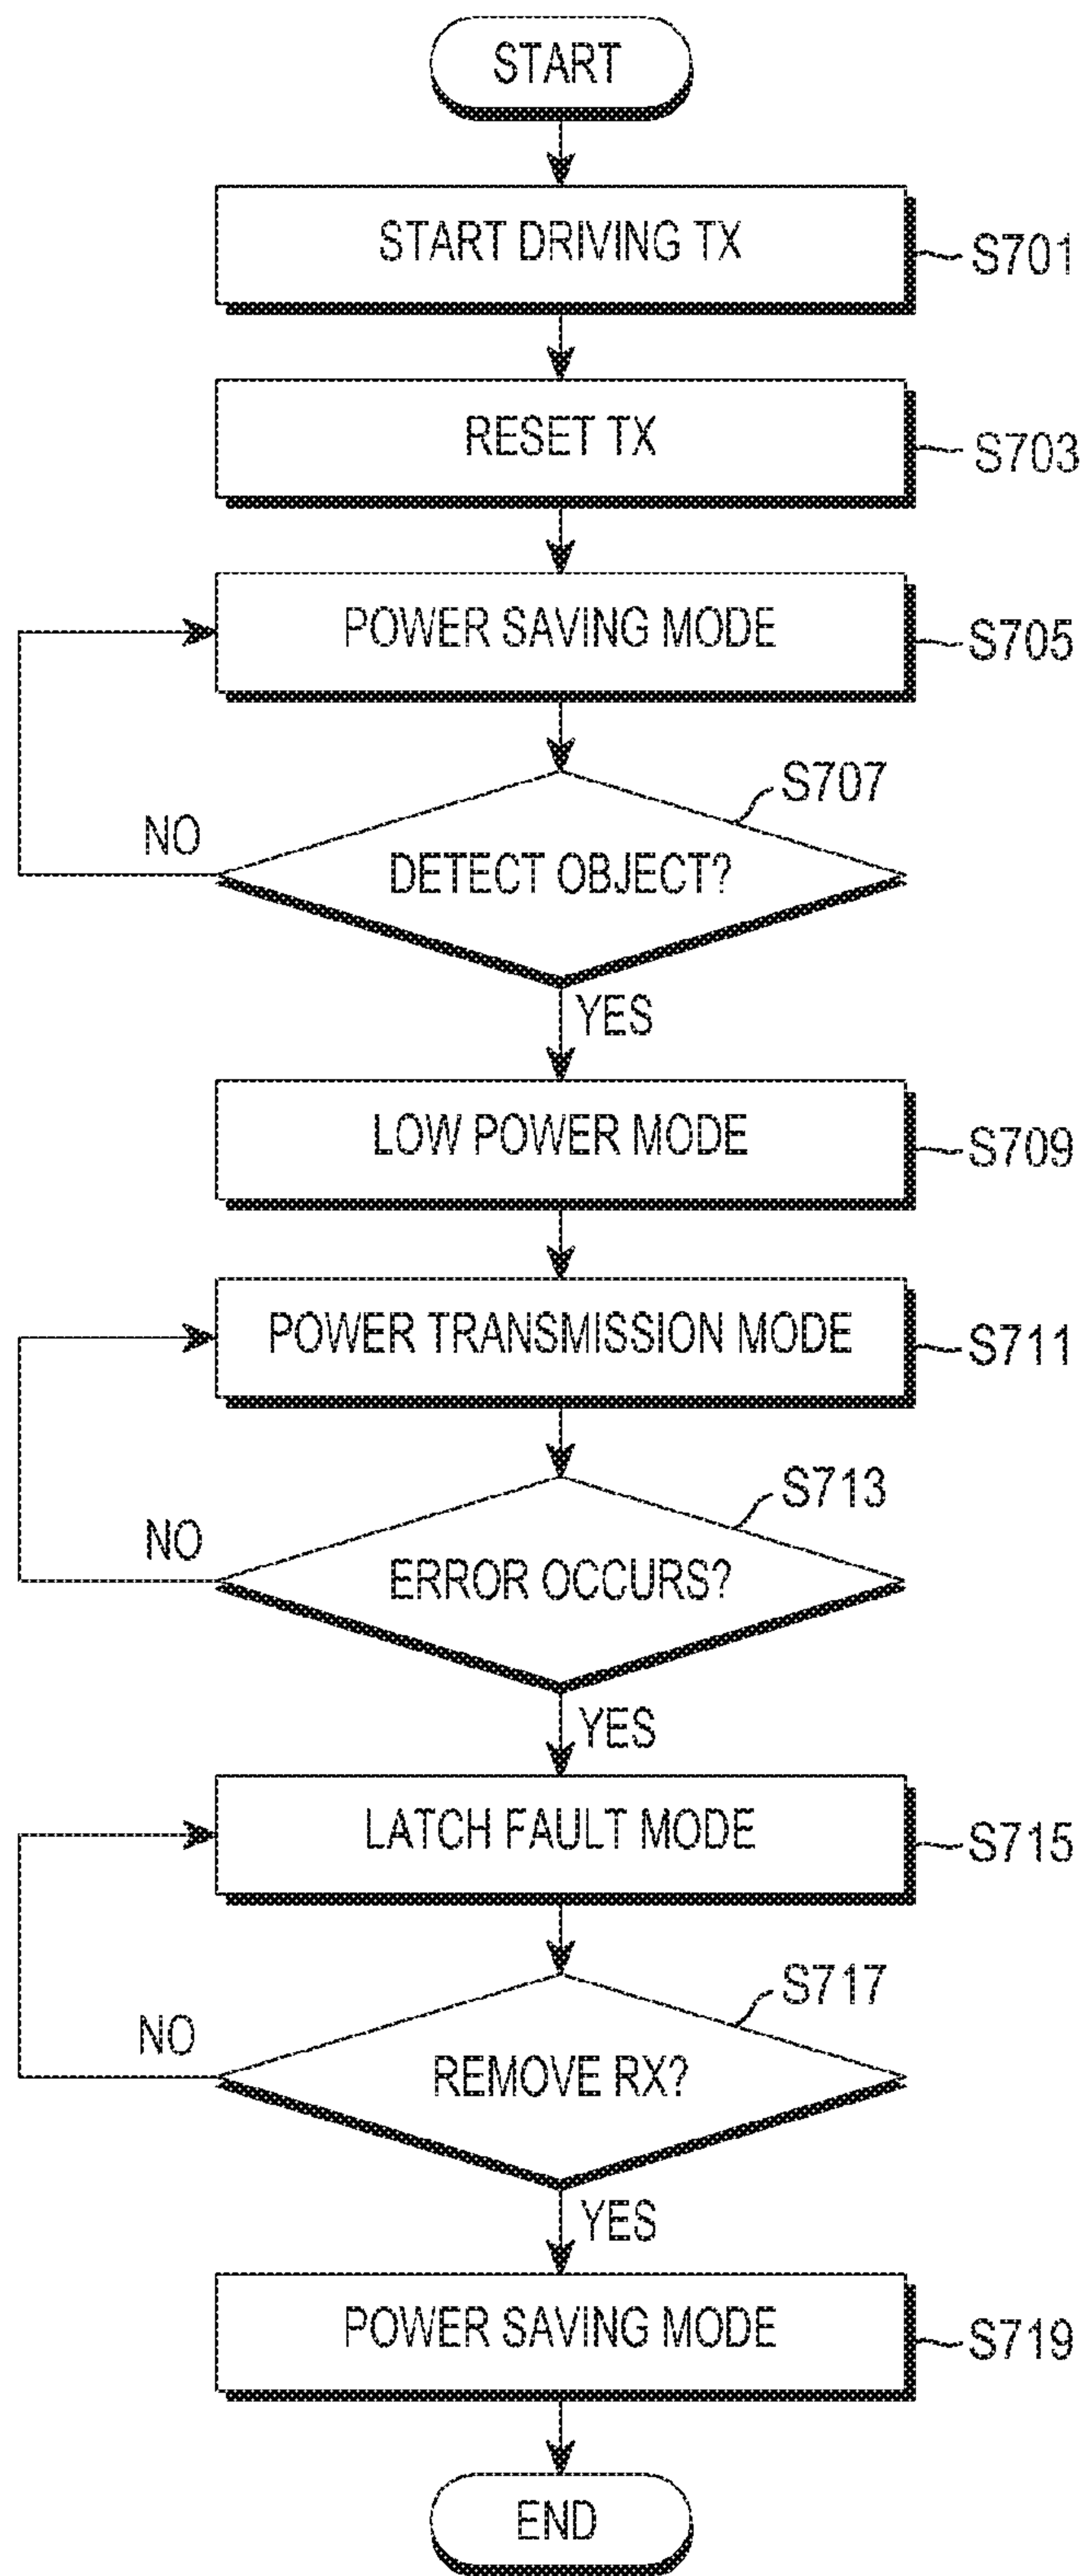 START
START DRIVING TX
S701
RESET TX
S703
POWER SAVING MODE
S705
S707
NO
DETECT OBJECT?
YES
LOW POWER MODE
S709
POWER TRANSMISSION MODE
S711
S713
NO
ERROR OCCURS?
YES
LATCH FAULT MODE
S715
S717
NO
REMOVE RX?
YES
POWER SAVING MODE
S719
END